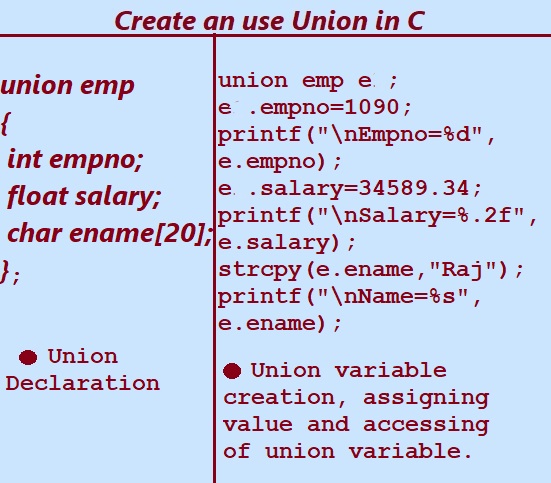 Create an use Union in C
union emp
{
int empno;
float salary;
char ename[20];
};
● Union
Declaration
union emp e ;
e .empno=1090;
printf("\nEmpno=%d",
e.empno);
e .salary=34589.34;
printf("\nSalary=%.2f",
e.salary);
strcpy(e.ename,"Raj");
printf("\nName=%s",
e.ename);
● Union variable
creation, assigning
value and accessing
of union variable.